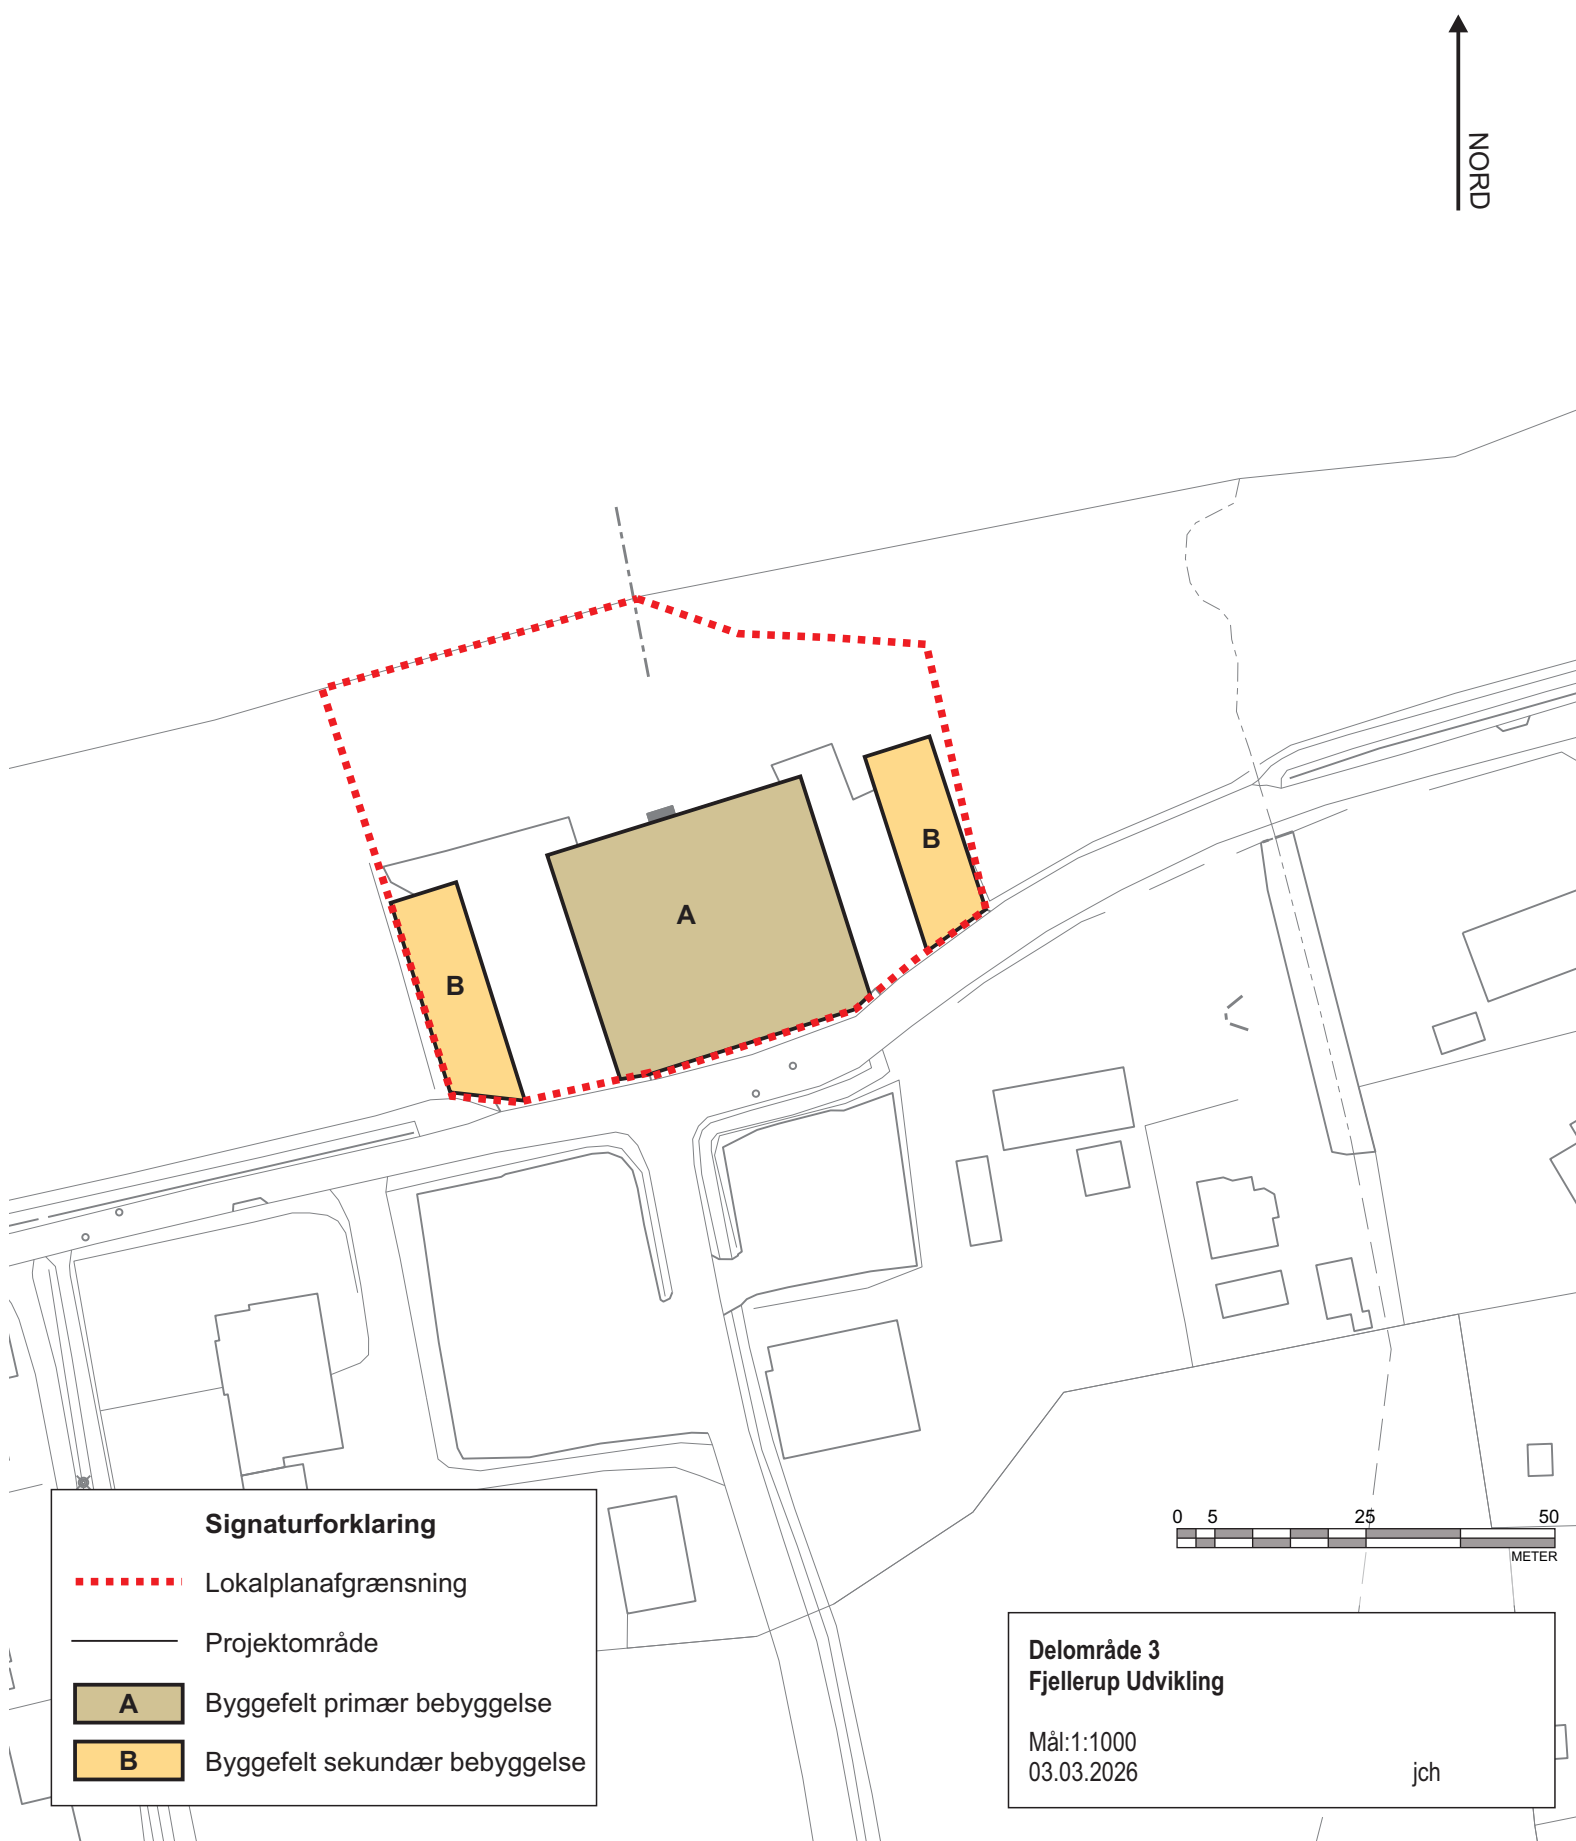 NORD
A
B
B
0 5 25 50
METER
Signaturforklaring
Lokalplanafgrænsning
Projektområde
A Byggefelt primær bebyggelse
B Byggefelt sekundær bebyggelse
Delområde 3
Fjellerup Udvikling
Mål:1:1000
03.03.2026 jch